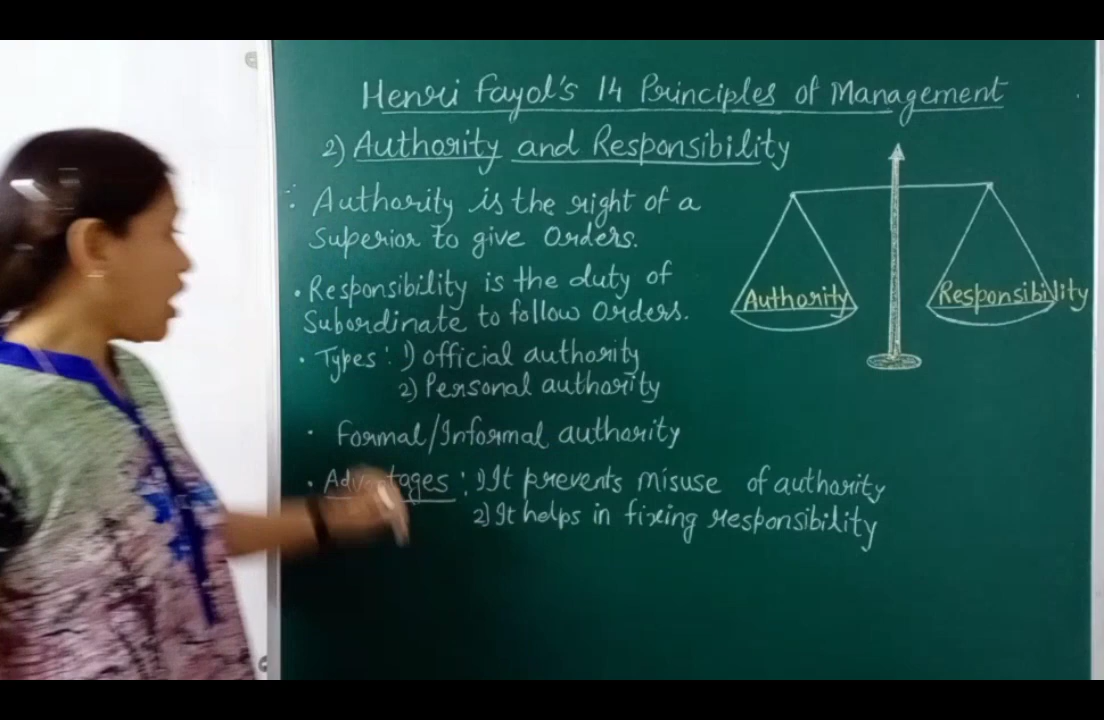 Henri Fayol's 14 Principles of Management
2) Authority and Responsibility
Authority is the right of a
Superior to give Orders.
• Responsibility is the duty of
Subordinate to follow Orders.
• Types : 1) official authority
2) Personal authority
• Formal/Informal authority
• Advantages : 1) It prevents misuse of authority
2) It helps in fixing responsibility
Authority
Responsibility